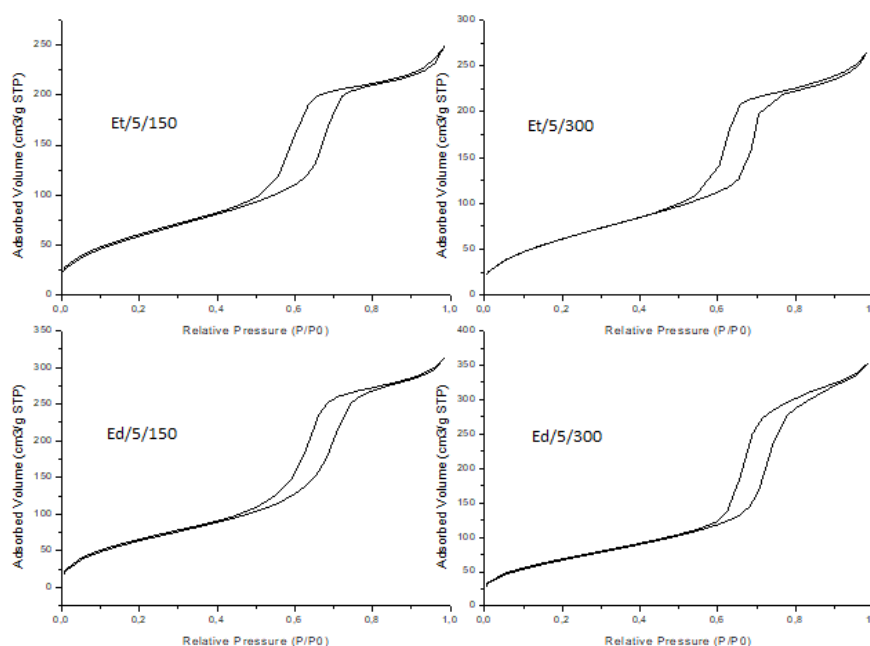 Adsorbed Volume (cm3/g STP)
250
200
150
100
50
0
Et/5/150
0,0 0,2 0,4 0,6 0,8 1,0
Relative Pressure (P/P0)
Adsorbed Volume (cm3/g STP)
300
250
200
150
100
50
0
Et/5/300
0,0 0,2 0,4 0,6 0,8 1,0
Relative Pressure (P/P0)
Adsorbed Volume (cm3/g STP)
350
300
250
200
150
100
50
0
Ed/5/150
0,0 0,2 0,4 0,6 0,8 1,0
Relative Pressure (P/P0)
Adsorbed Volume (cm3/g STP)
400
350
300
250
200
150
100
50
0
Ed/5/300
0,0 0,2 0,4 0,6 0,8 1,0
Relative Pressure (P/P0)